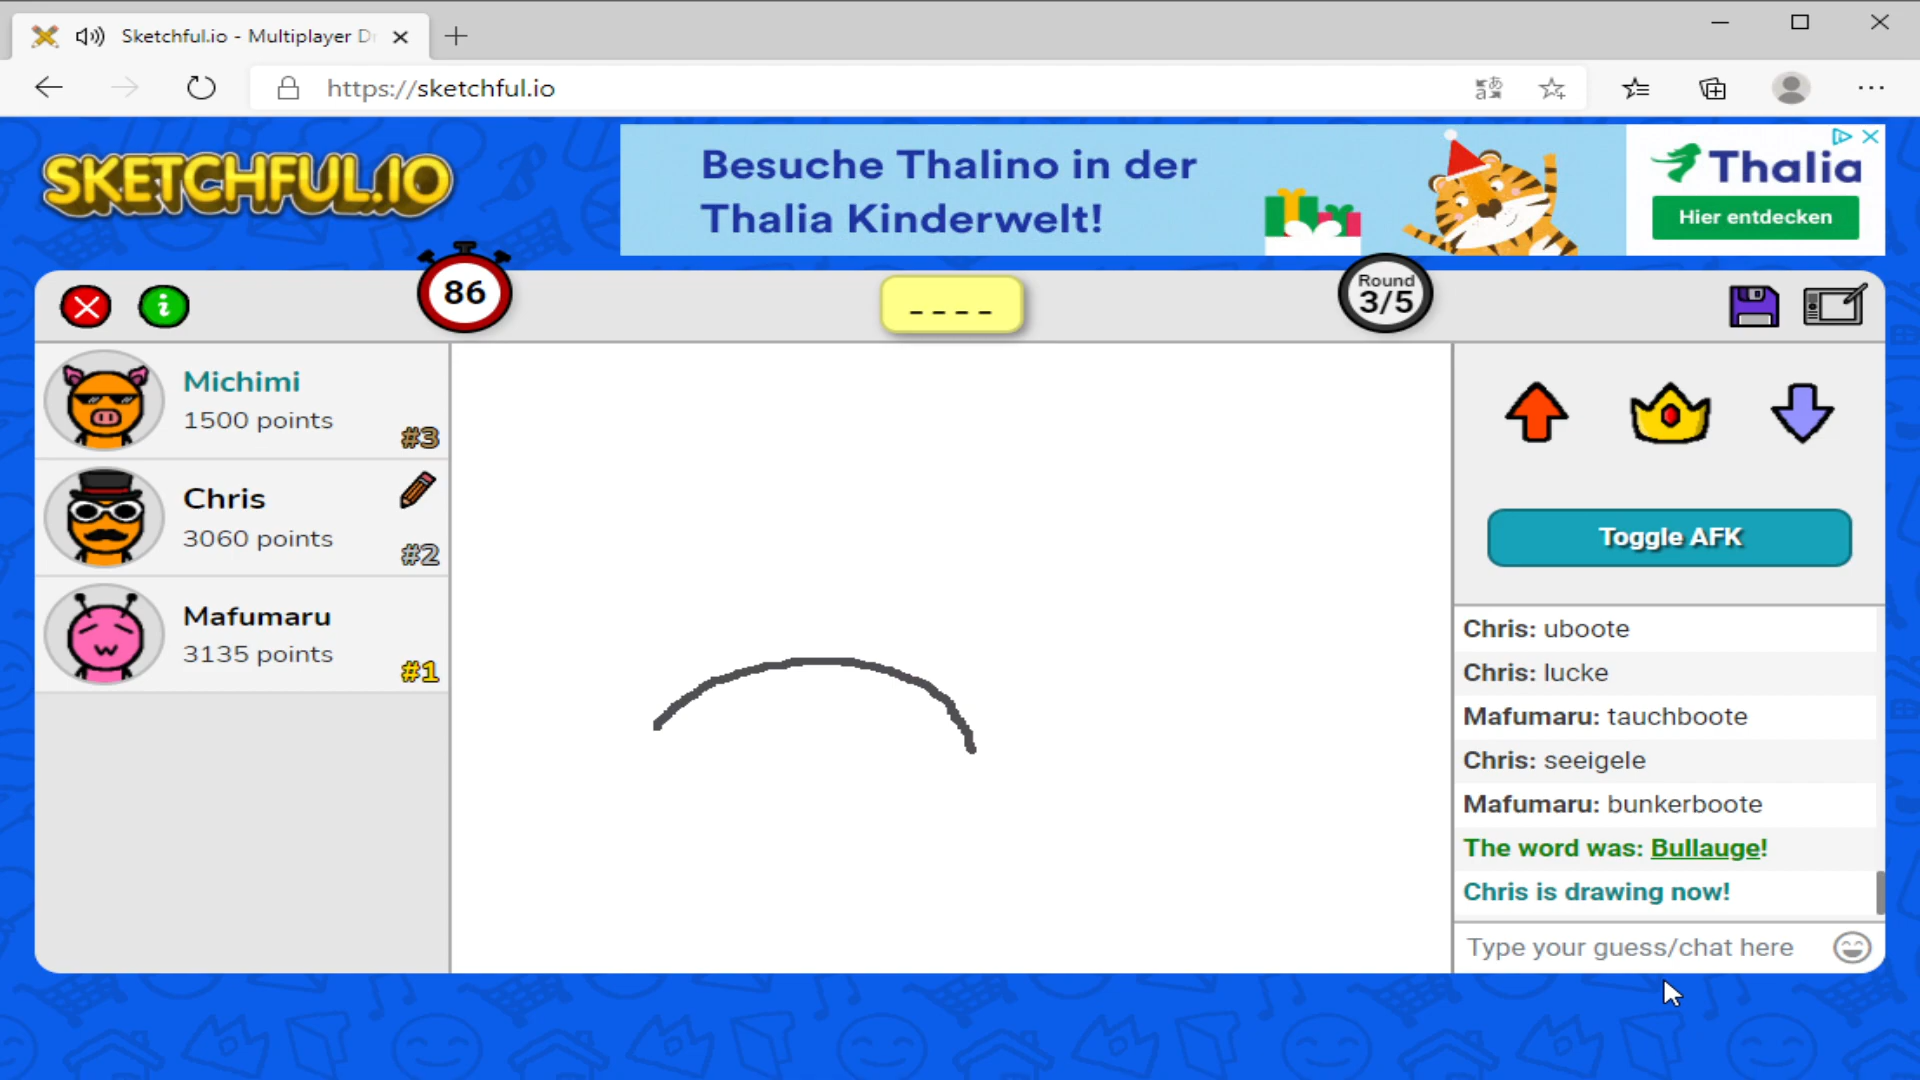 Sketchful.io - Multiplayer D
https://sketchful.io
SKETCHFUL.IO
Besuche Thalino in der
Thalia Kinderwelt!
Thalia
Hier entdecken
86
_ _ _ _
Round
3/5
Michimi
1500 points
#3
Chris
3060 points
#2
Mafumaru
3135 points
#1
Toggle AFK
Chris: uboote
Chris: lucke
Mafumaru: tauchboote
Chris: seeigele
Mafumaru: bunkerboote
The word was: Bullauge!
Chris is drawing now!
Type your guess/chat here